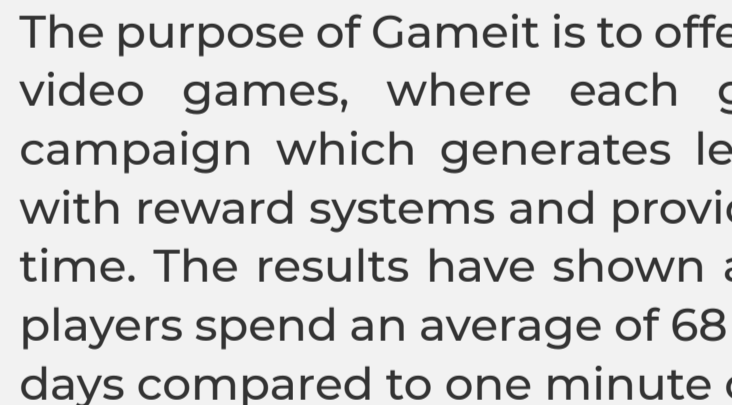 The purpose of Gameit is to offe
video games, where each g
campaign which generates le
with reward systems and provi
time. The results have shown a
players spend an average of 68
days compared to one minute